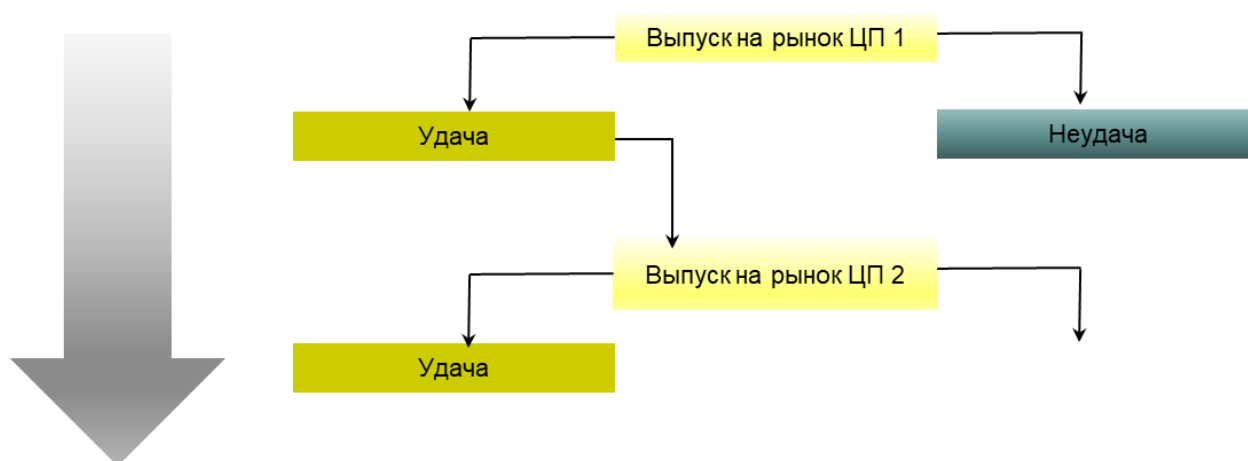 Выпуск на рынок ЦП 1
Удача
Неудача
Выпуск на рынок ЦП 2
Удача